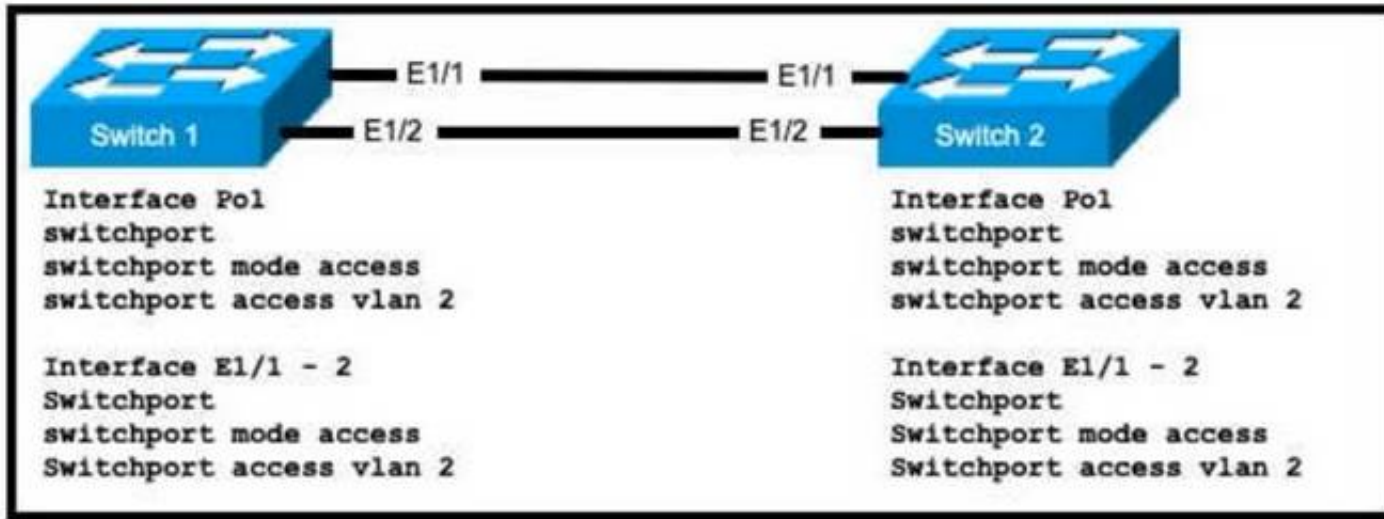 E1/1 E1/1
Switch 1 E1/2 E1/2 Switch 2
Interface Po1
switchport
switchport mode access
switchport access vlan 2
Interface E1/1 - 2
Switchport
switchport mode access
Switchport access vlan 2
Interface Po1
switchport
switchport mode access
switchport access vlan 2
Interface E1/1 - 2
Switchport
Switchport mode access
Switchport access vlan 2